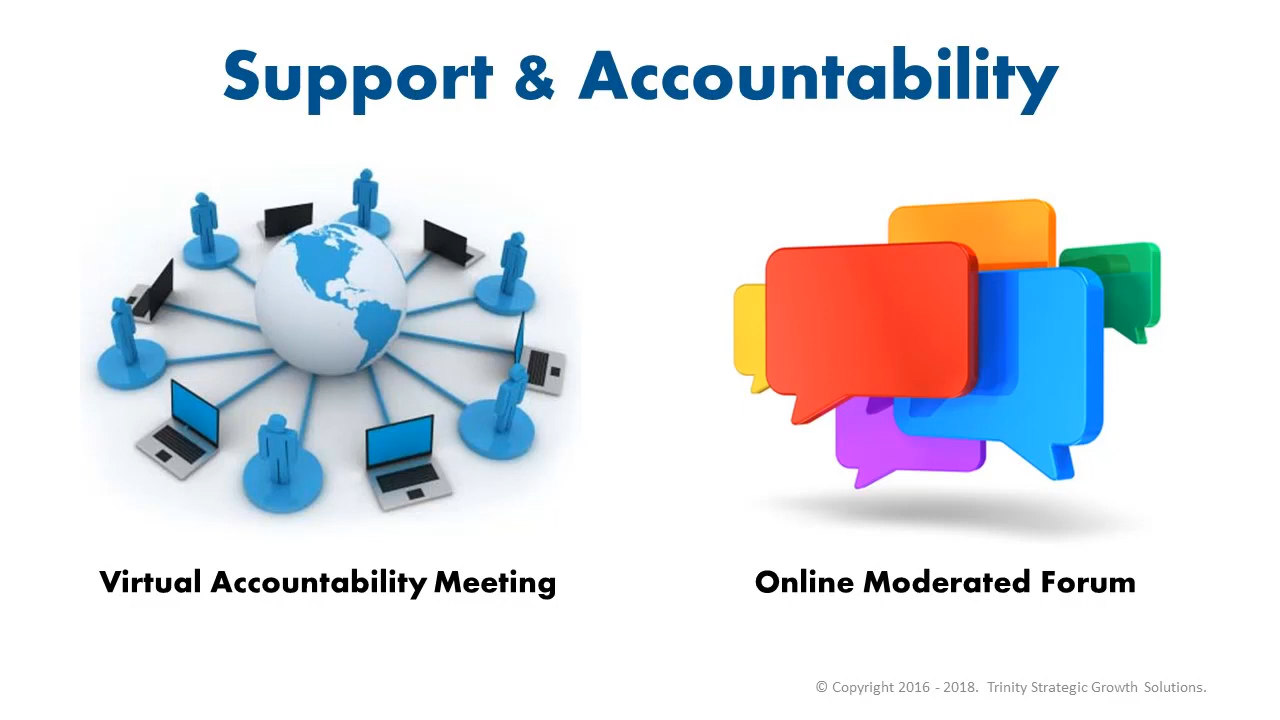 Support & Accountability
Virtual Accountability Meeting
Online Moderated Forum
© Copyright 2016 - 2018. Trinity Strategic Growth Solutions.